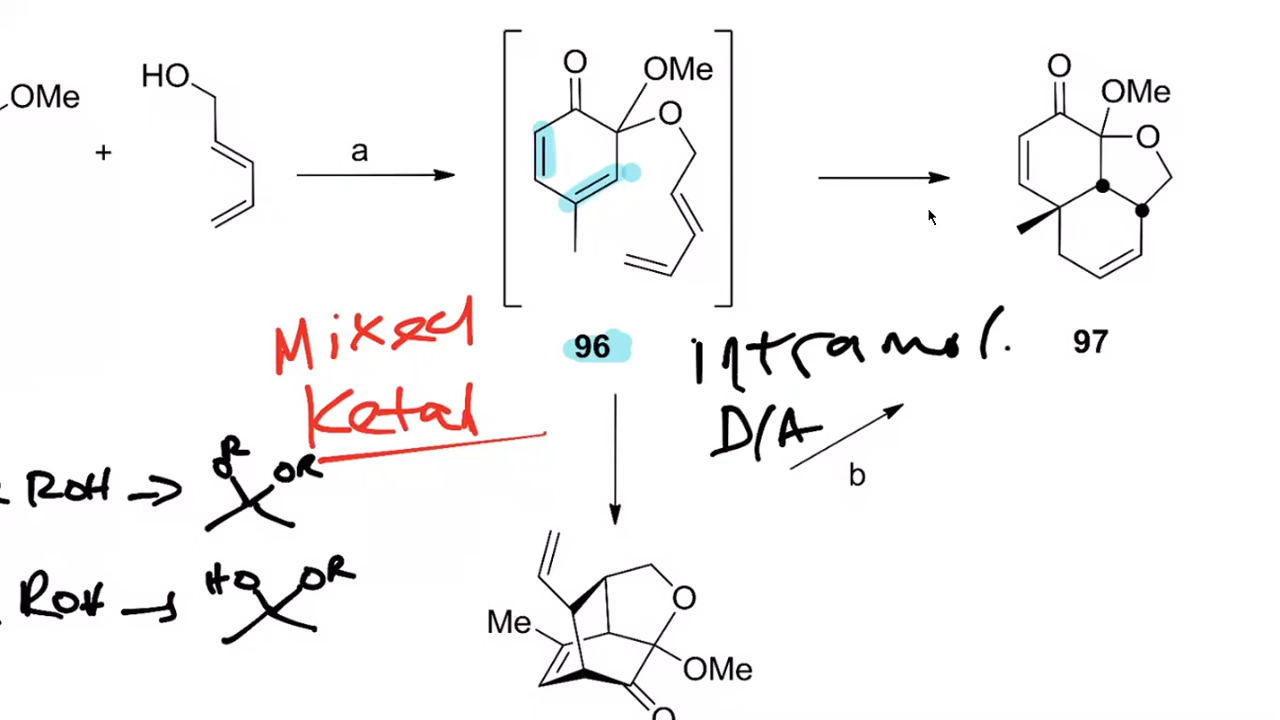 HO
OMe
+
a
O
OMe
O
O
OMe
O
96
97
Mixed
Ketal
intramol.
D/A
b
OR
OR
ROH →
HO
OR
ROH →
Me
O
OMe
O